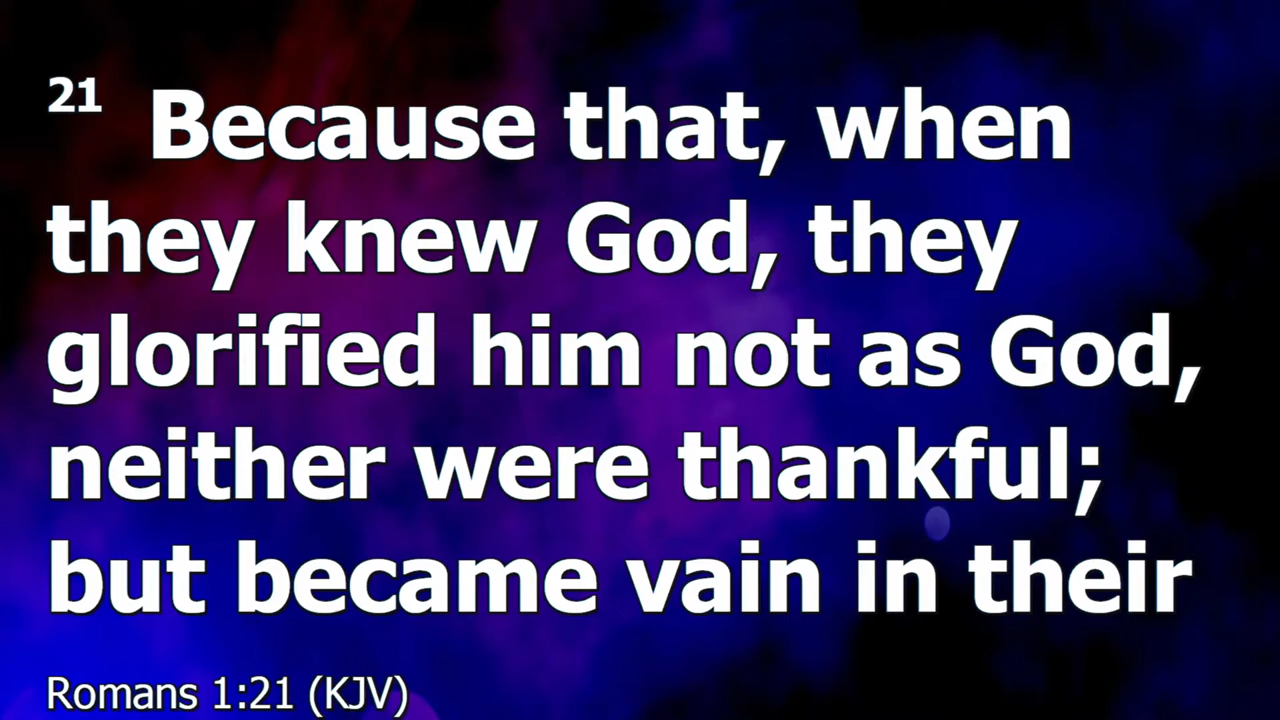 21 Because that, when
they knew God, they
glorified him not as God,
neither were thankful;
but became vain in their
Romans 1:21 (KJV)